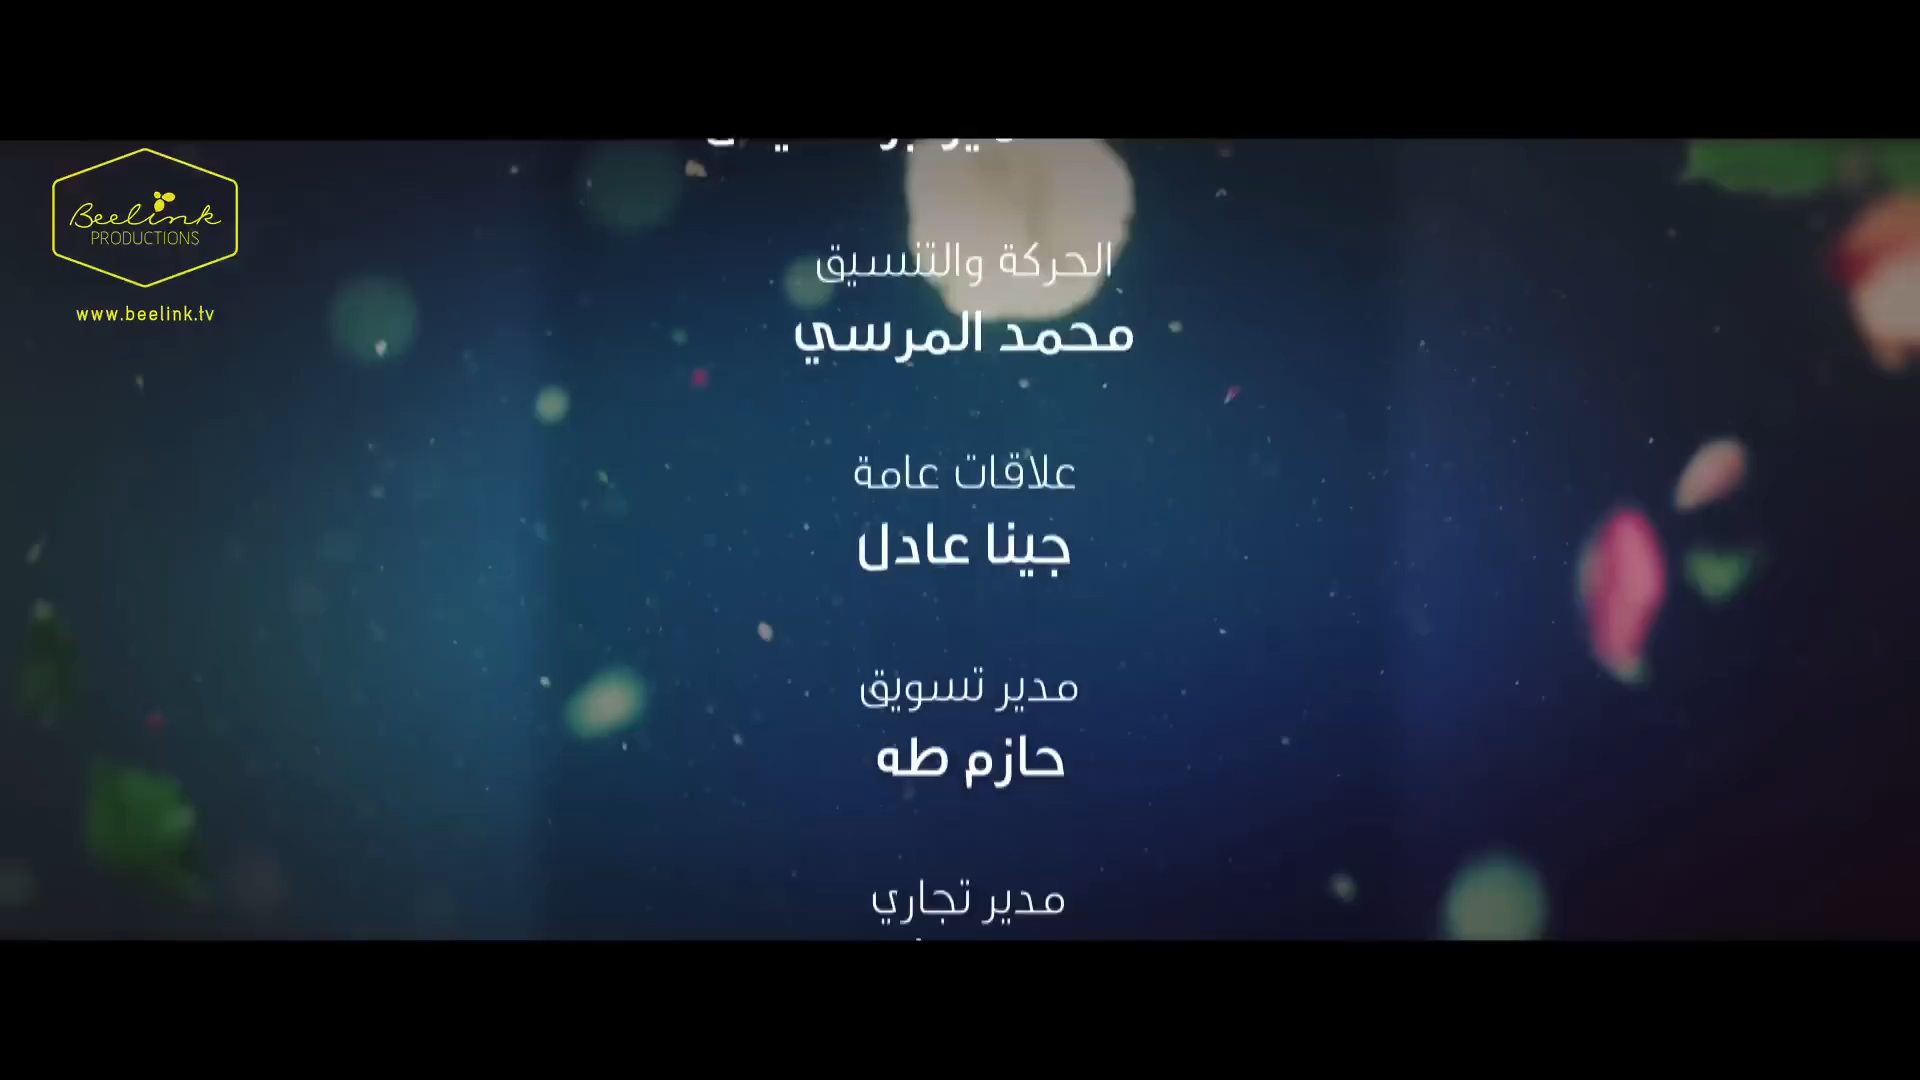 Beelink
PRODUCTIONS
www.beelink.tv
الحركة والتنسيق
محمد المرسي
علاقات عامة
جينا عادل
مدير تسويق
حازم طه
مدير تجاري